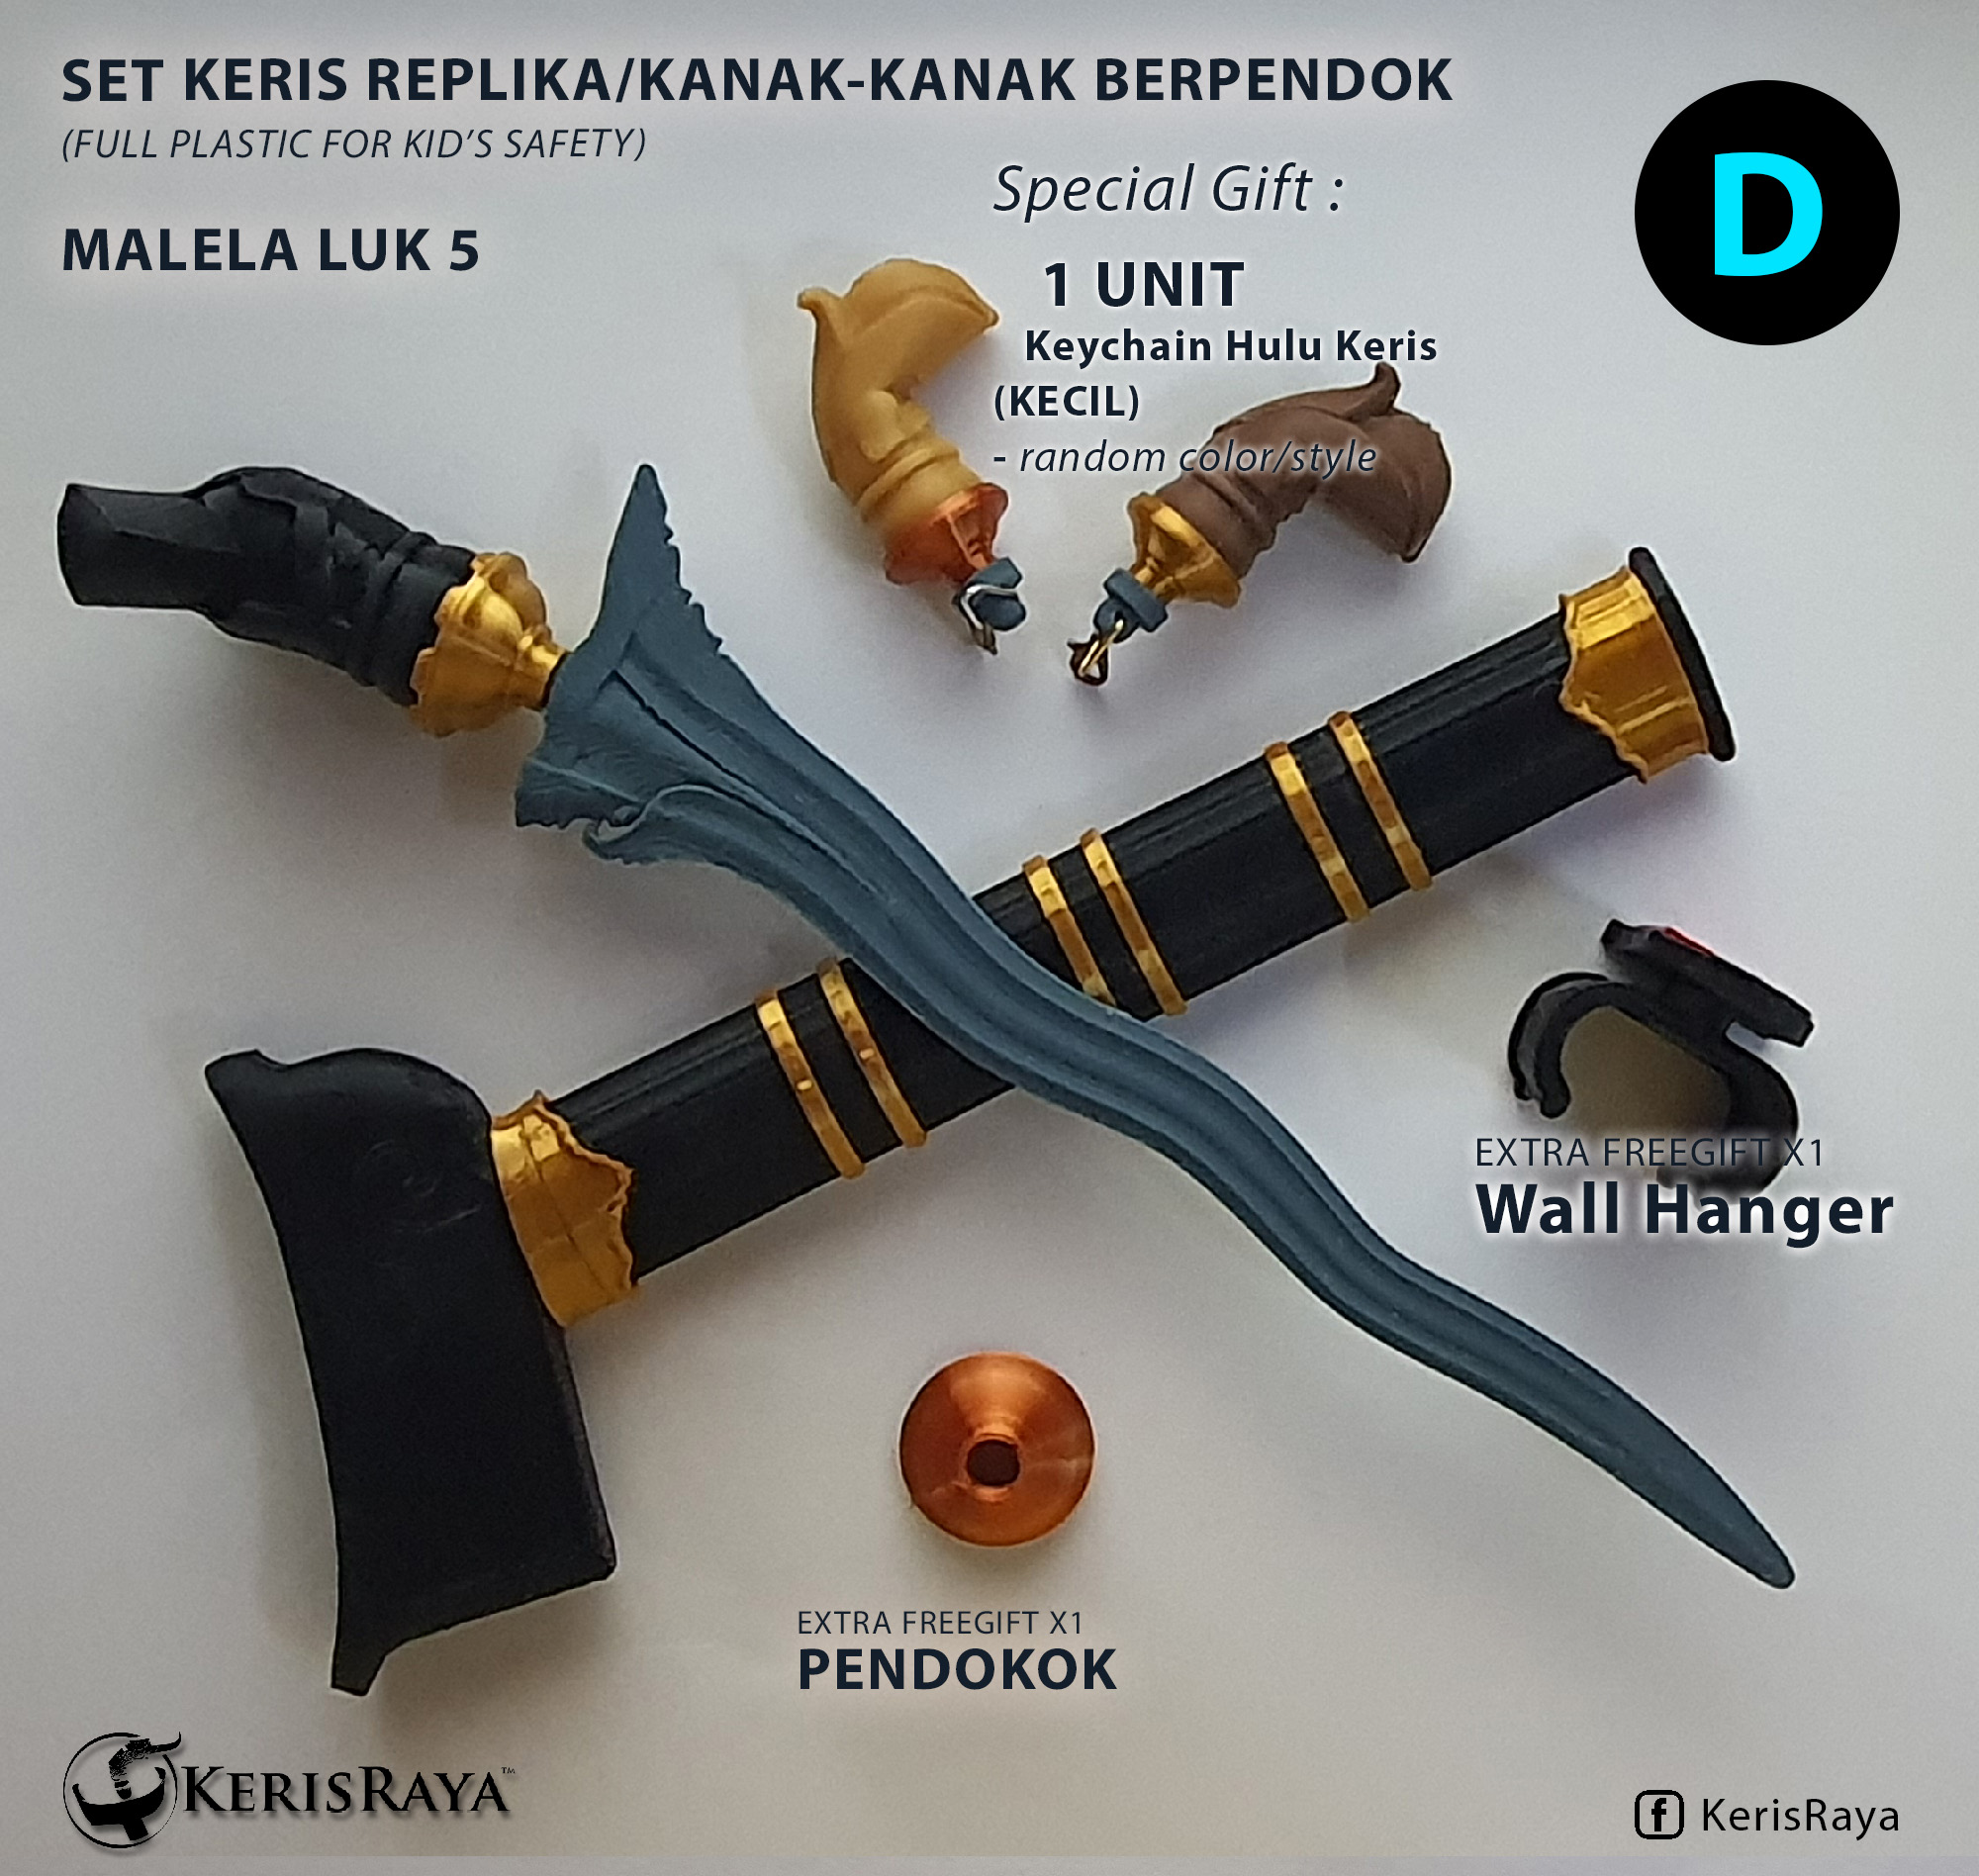 SET KERIS REPLIKA/KANAK-KANAK BERPENDOK
(FULL PLASTIC FOR KID'S SAFETY)
MALELA LUK 5
D
Special Gift :
1 UNIT
Keychain Hulu Keris
(KECIL)
- random color/style
EXTRA FREEGIFT X1
Wall Hanger
EXTRA FREEGIFT X1
PENDOKOK
KERISRAYA™
f KerisRaya